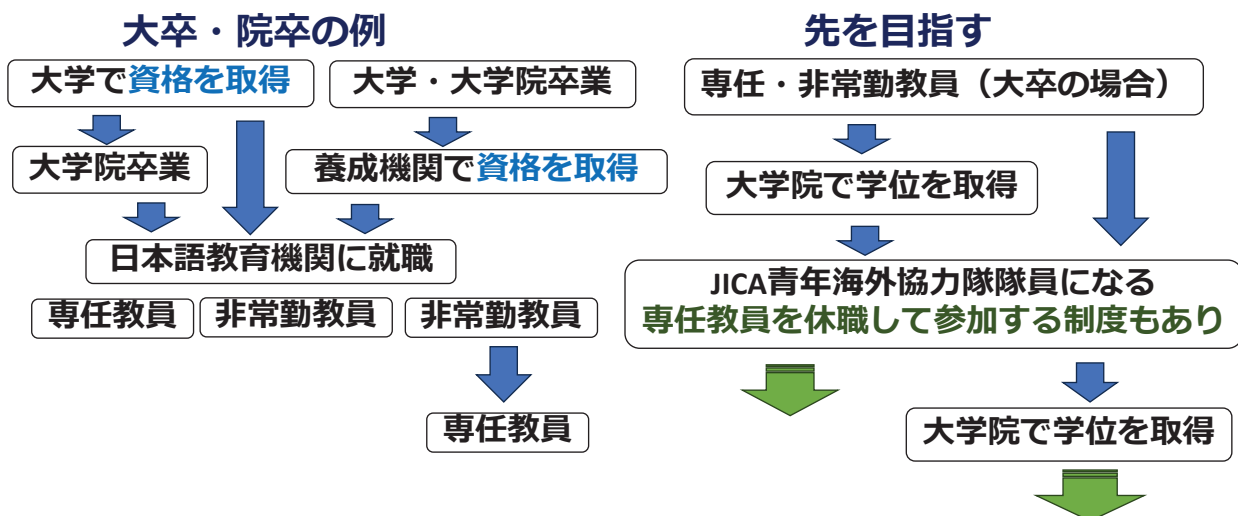 大卒・院卒の例
大学で資格を取得
大学・大学院卒業
大学院卒業
養成機関で資格を取得
日本語教育機関に就職
専任教員
非常勤教員
非常勤教員
専任教員
先を目指す
専任・非常勤教員（大卒の場合）
大学院で学位を取得
JICA青年海外協力隊隊員になる
専任教員を休職して参加する制度もあり
大学院で学位を取得